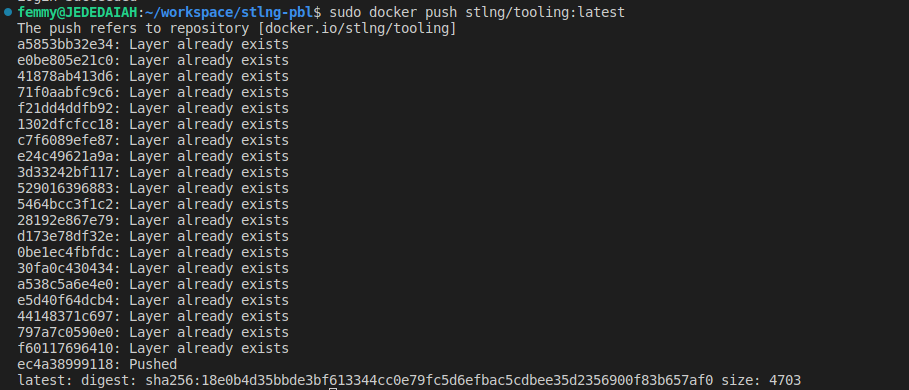 femmy@JEDEDAIAH:~/workspace/stlng-pbl$ sudo docker push stlng/tooling:latest
The push refers to repository [docker.io/stlng/tooling]
a5853bb32e34: Layer already exists
e0be805e21c0: Layer already exists
41878ab413d6: Layer already exists
71f0aabfc9c6: Layer already exists
f21dd4ddfb92: Layer already exists
1302dfcfcc18: Layer already exists
c7f6089efe87: Layer already exists
e24c49621a9a: Layer already exists
3d33242bf117: Layer already exists
529016396883: Layer already exists
5464bcc3f1c2: Layer already exists
28192e867e79: Layer already exists
d173e78df32e: Layer already exists
0be1ec4fbfdc: Layer already exists
30fa0c430434: Layer already exists
a538c5a6e4e0: Layer already exists
e5d40f64dcb4: Layer already exists
44148371c697: Layer already exists
797a7c0590e0: Layer already exists
f60117696410: Layer already exists
ec4a38999118: Pushed
latest: digest: sha256:18e0b4d35bbde3bf613344cc0e79fc5d6efbac5cdbee35d2356900f83b657af0 size: 4703